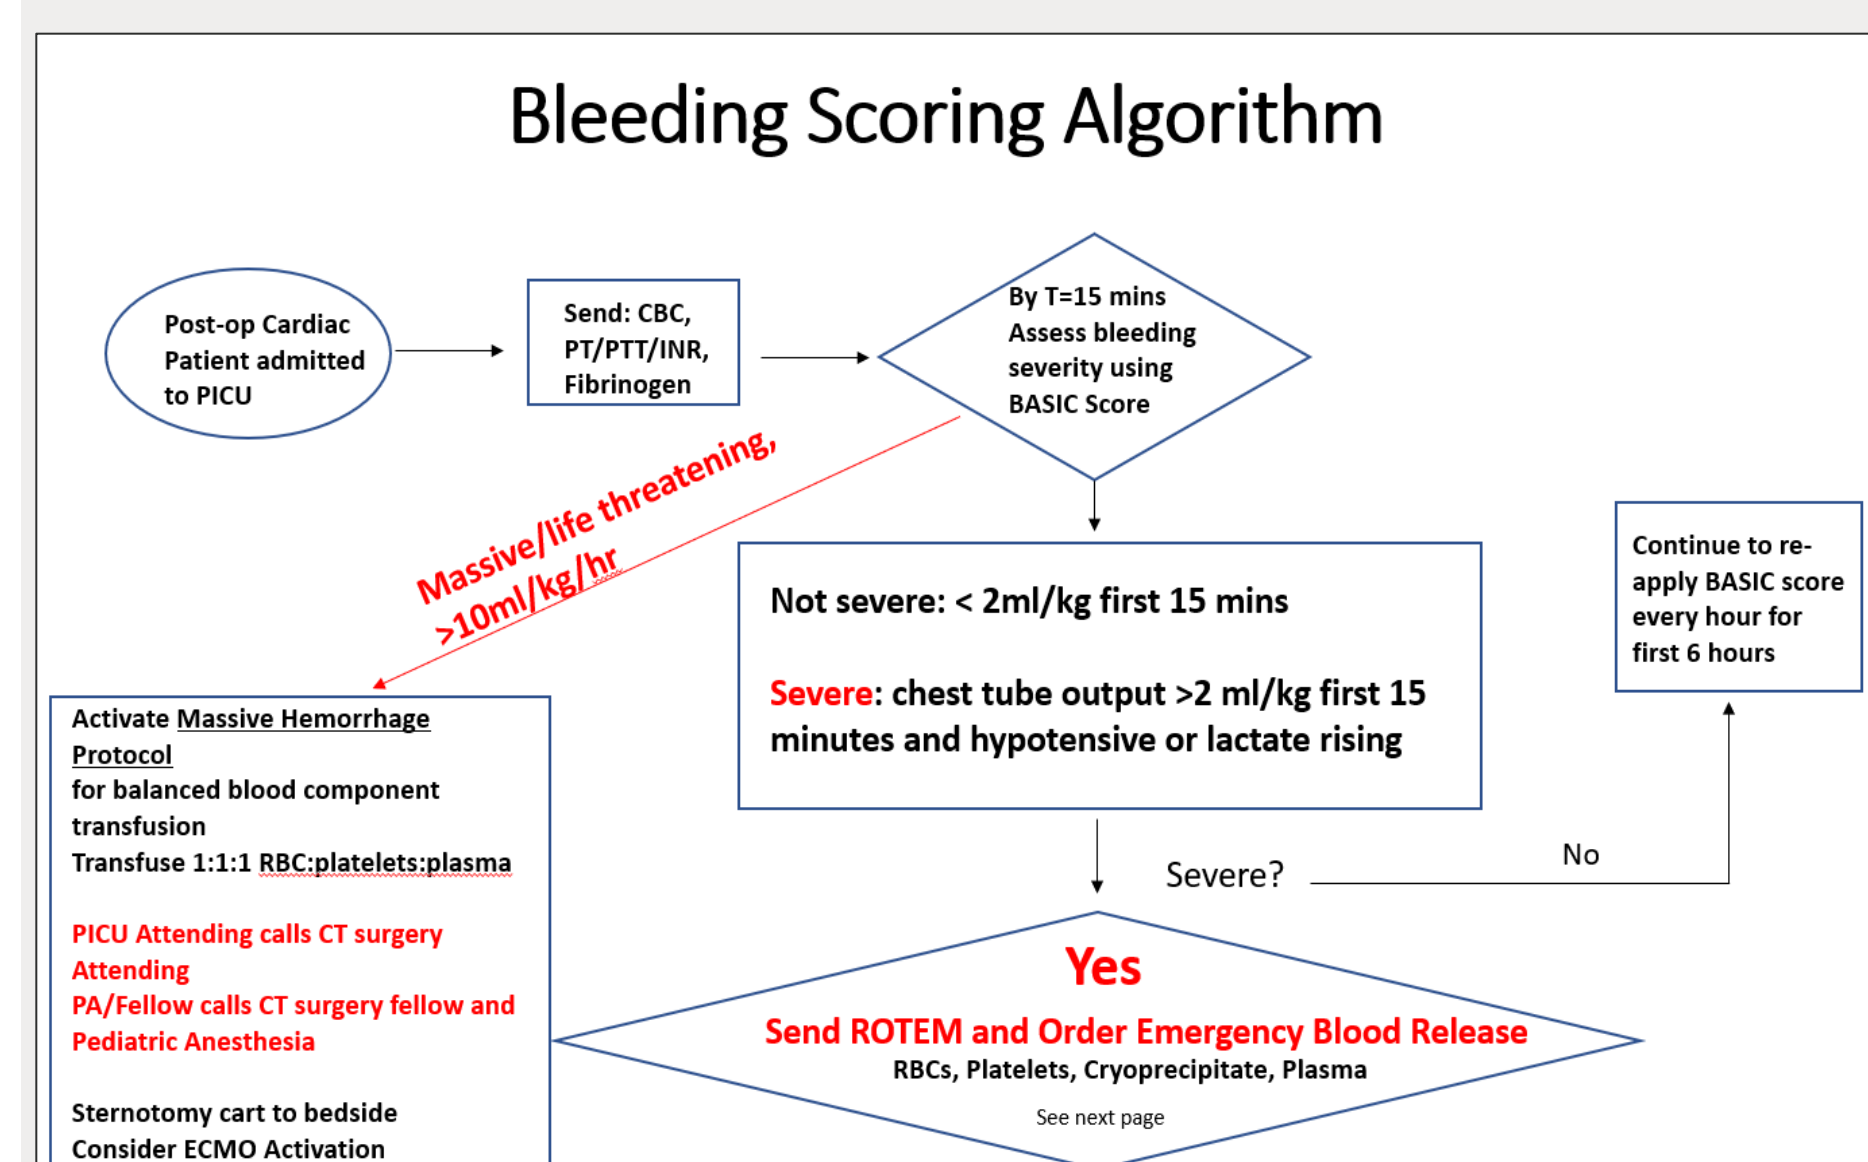 Bleeding Scoring Algorithm
Post-op Cardiac
Patient admitted
to PICU
Send: CBC,
PT/PTT/INR,
Fibrinogen
By T=15 mins
Assess bleeding
severity using
BASIC Score
Massive/life threatening,
>10ml/kg/hr
Not severe: < 2ml/kg first 15 mins
Severe: chest tube output >2 ml/kg first 15
minutes and hypotensive or lactate rising
Continue to re-
apply BASIC score
every hour for
first 6 hours
Activate Massive Hemorrhage
Protocol
for balanced blood component
transfusion
Transfuse 1:1:1 RBC:platelets:plasma
PICU Attending calls CT surgery
Attending
PA/Fellow calls CT surgery fellow and
Pediatric Anesthesia
Sternotomy cart to bedside
Consider ECMO Activation
Severe?
No
Yes
Send ROTEM and Order Emergency Blood Release
RBCs, Platelets, Cryoprecipitate, Plasma
See next page